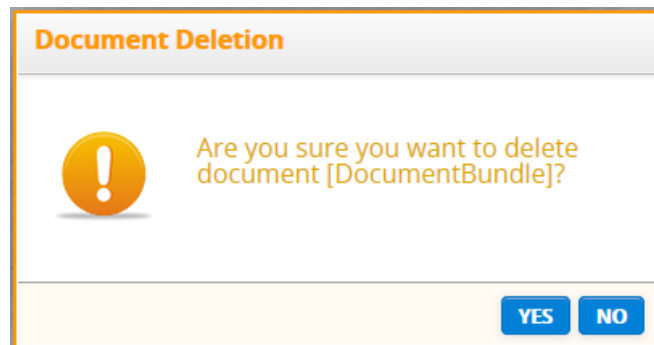 Document Deletion
Are you sure you want to delete
document [DocumentBundle]?
YES NO